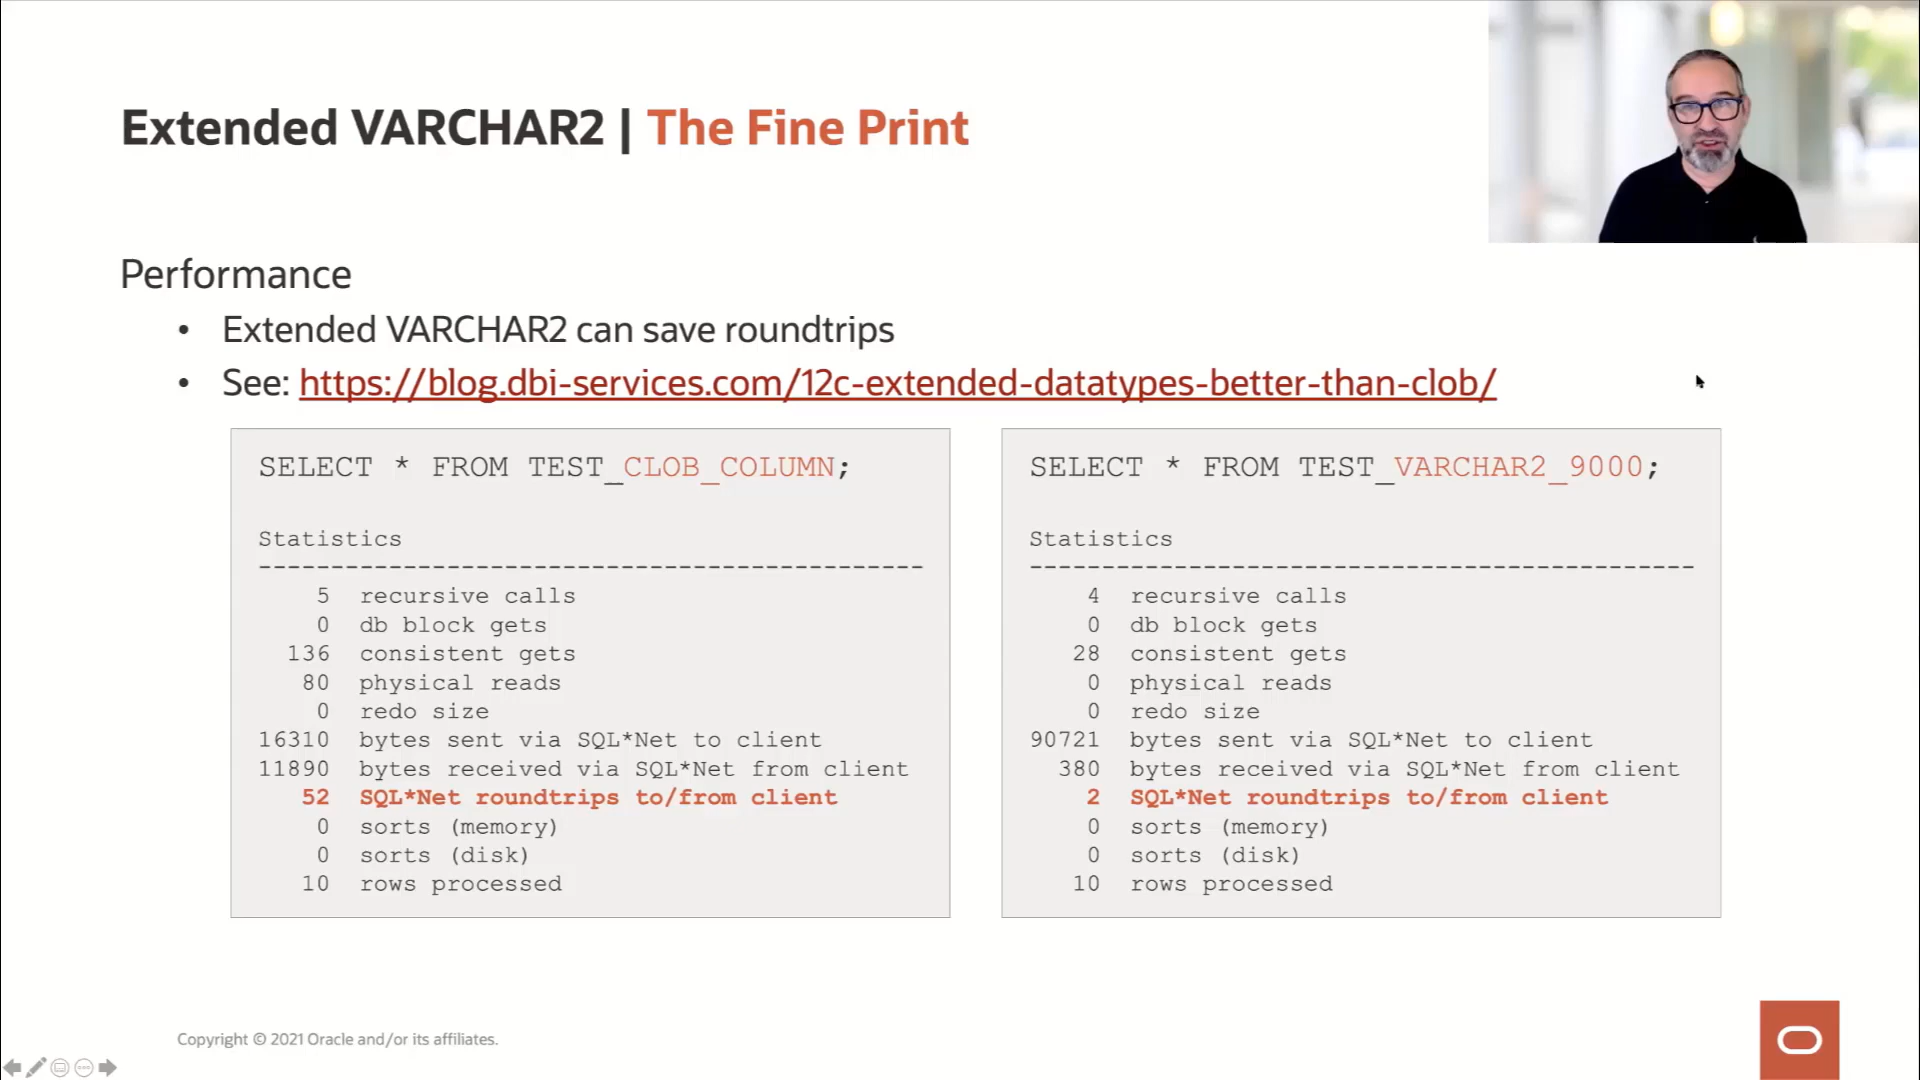 Extended VARCHAR2 | The Fine Print
Performance
• Extended VARCHAR2 can save roundtrips
• See: https://blog.dbi-services.com/12c-extended-datatypes-better-than-clob/
SELECT * FROM TEST_CLOB_COLUMN;
Statistics
----------------------------------------------
5 recursive calls
0 db block gets
136 consistent gets
80 physical reads
0 redo size
16310 bytes sent via SQL*Net to client
11890 bytes received via SQL*Net from client
52 SQL*Net roundtrips to/from client
0 sorts (memory)
0 sorts (disk)
10 rows processed
SELECT * FROM TEST_VARCHAR2_9000;
Statistics
----------------------------------------------
4 recursive calls
0 db block gets
28 consistent gets
0 physical reads
0 redo size
90721 bytes sent via SQL*Net to client
380 bytes received via SQL*Net from client
2 SQL*Net roundtrips to/from client
0 sorts (memory)
0 sorts (disk)
10 rows processed
Copyright © 2021 Oracle and/or its affiliates.